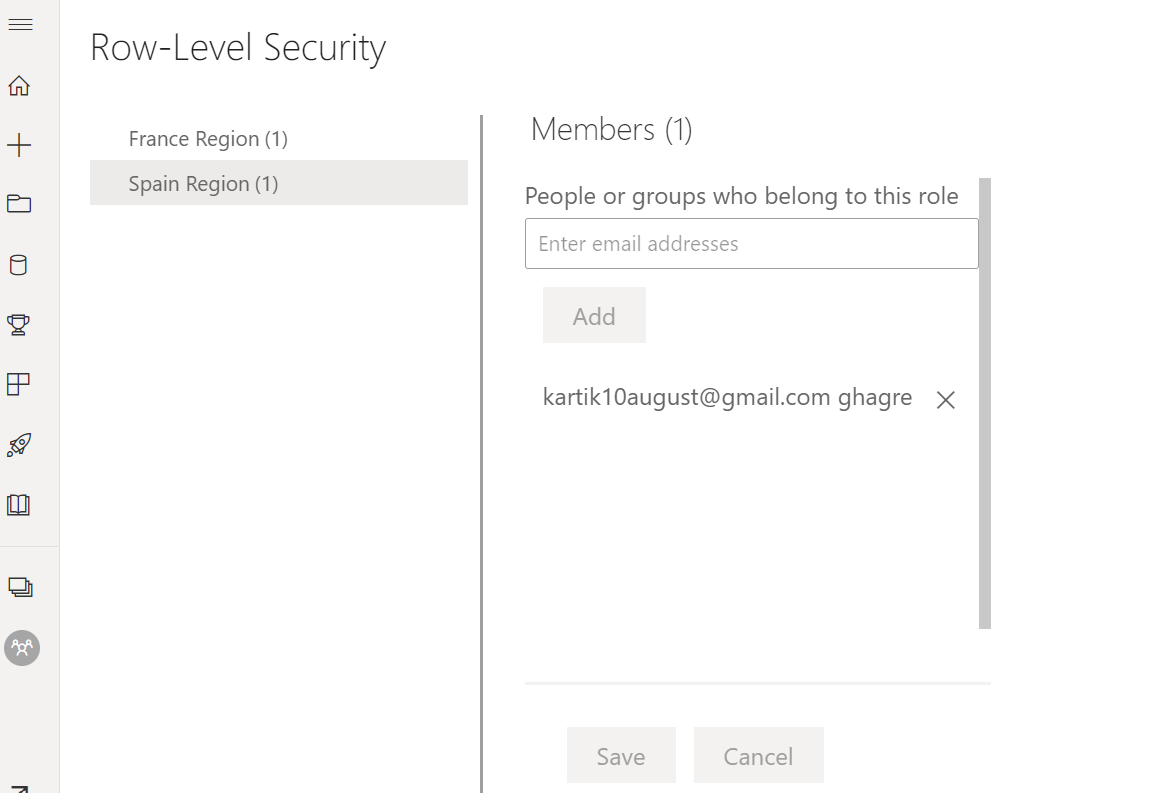 Row-Level Security
France Region (1)
Spain Region (1)
Members (1)
People or groups who belong to this role
Enter email addresses
Add
kartik10august@gmail.com ghagre
Save
Cancel